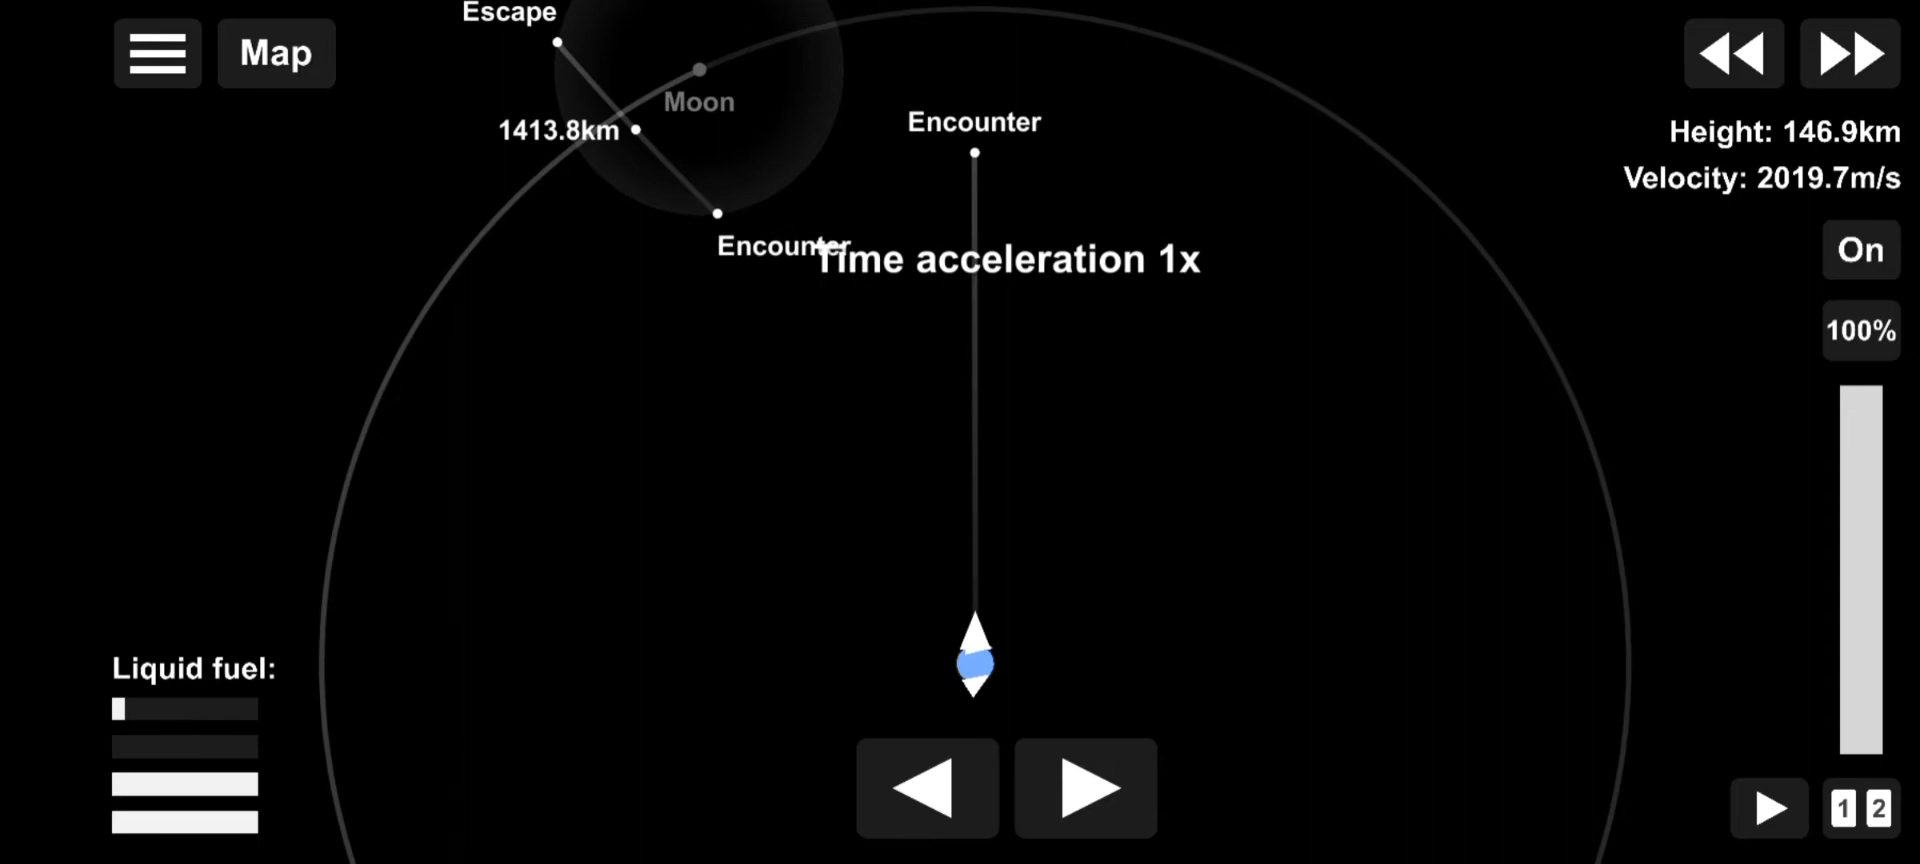 Escape
Map
Moon
1413.8km
Encounter
Encounter
Time acceleration 1x
Height: 146.9km
Velocity: 2019.7m/s
On
100%
Liquid fuel:
1 2